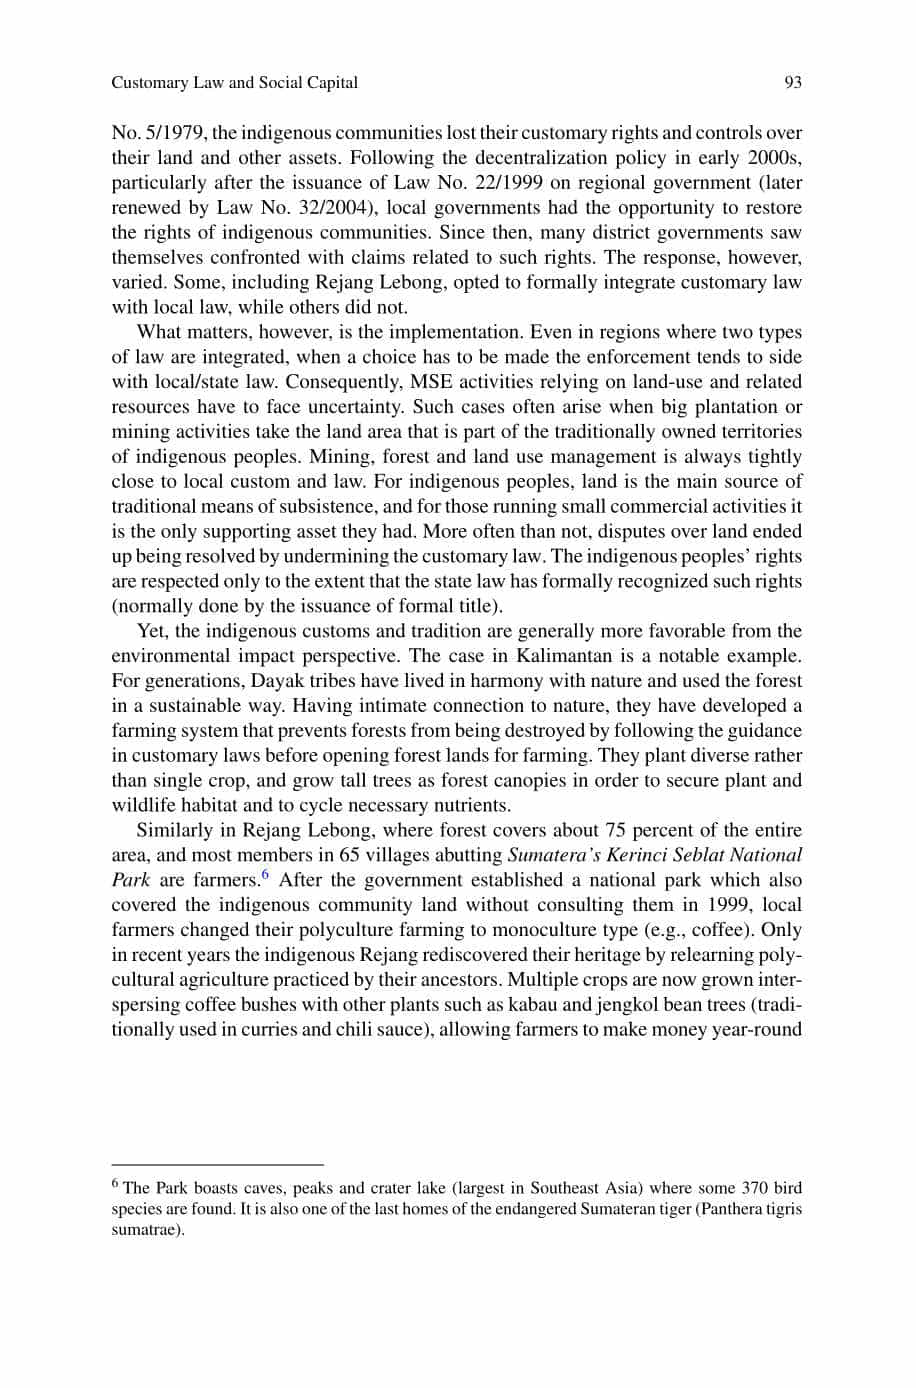 Customary Law and Social Capital 93
No. 5/1979, the indigenous communities lost their customary rights and controls over
their land and other assets. Following the decentralization policy in early 2000s,
particularly after the issuance of Law No. 22/1999 on regional government (later
renewed by Law No. 32/2004), local governments had the opportunity to restore
the rights of indigenous communities. Since then, many district governments saw
themselves confronted with claims related to such rights. The response, however,
varied. Some, including Rejang Lebong, opted to formally integrate customary law
with local law, while others did not.
What matters, however, is the implementation. Even in regions where two types
of law are integrated, when a choice has to be made the enforcement tends to side
with local/state law. Consequently, MSE activities relying on land-use and related
resources have to face uncertainty. Such cases often arise when big plantation or
mining activities take the land area that is part of the traditionally owned territories
of indigenous peoples. Mining, forest and land use management is always tightly
close to local custom and law. For indigenous peoples, land is the main source of
traditional means of subsistence, and for those running small commercial activities it
is the only supporting asset they had. More often than not, disputes over land ended
up being resolved by undermining the customary law. The indigenous peoples' rights
are respected only to the extent that the state law has formally recognized such rights
(normally done by the issuance of formal title).
Yet, the indigenous customs and tradition are generally more favorable from the
environmental impact perspective. The case in Kalimantan is a notable example.
For generations, Dayak tribes have lived in harmony with nature and used the forest
in a sustainable way. Having intimate connection to nature, they have developed a
farming system that prevents forests from being destroyed by following the guidance
in customary laws before opening forest lands for farming. They plant diverse rather
than single crop, and grow tall trees as forest canopies in order to secure plant and
wildlife habitat and to cycle necessary nutrients.
Similarly in Rejang Lebong, where forest covers about 75 percent of the entire
area, and most members in 65 villages abutting Sumatera's Kerinci Seblat National
Park are farmers.6 After the government established a national park which also
covered the indigenous community land without consulting them in 1999, local
farmers changed their polyculture farming to monoculture type (e.g., coffee). Only
in recent years the indigenous Rejang rediscovered their heritage by relearning poly-
cultural agriculture practiced by their ancestors. Multiple crops are now grown inter-
spersing coffee bushes with other plants such as kabau and jengkol bean trees (tradi-
tionally used in curries and chili sauce), allowing farmers to make money year-round
6 The Park boasts caves, peaks and crater lake (largest in Southeast Asia) where some 370 bird
species are found. It is also one of the last homes of the endangered Sumateran tiger (Panthera tigris
sumatrae).